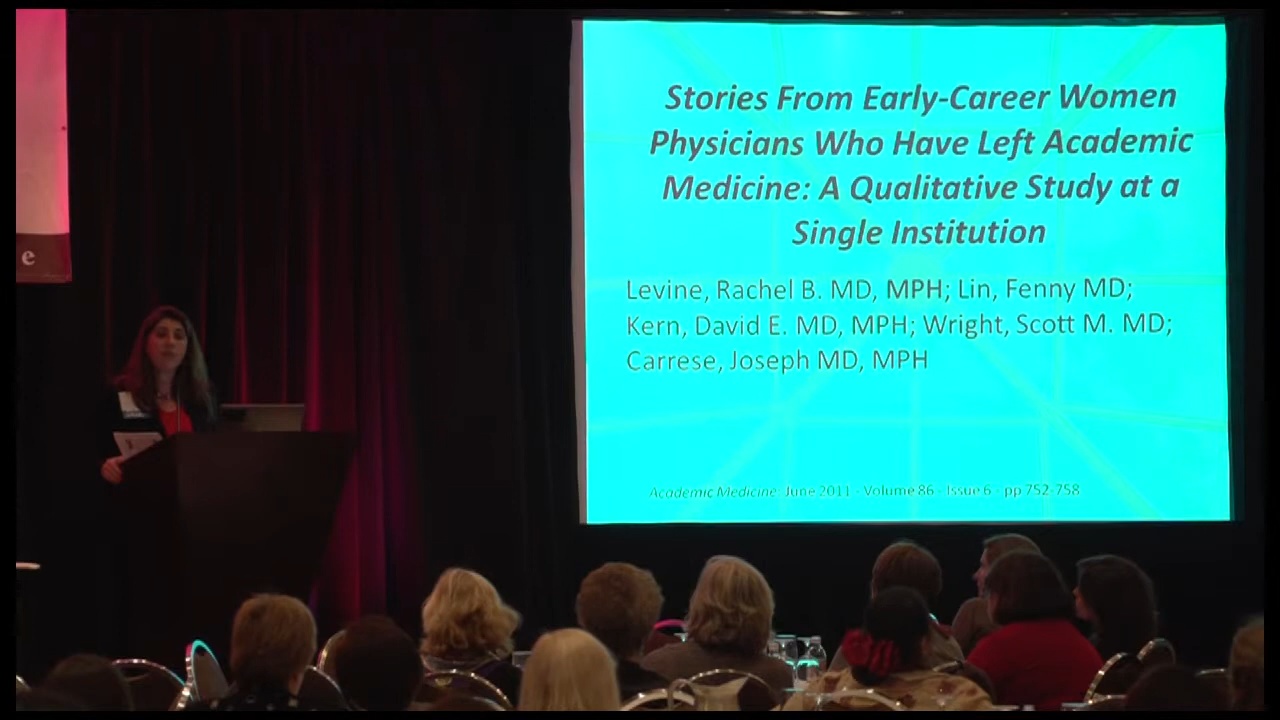 Stories From Early-Career Women
Physicians Who Have Left Academic
Medicine: A Qualitative Study at a
Single Institution
Levine, Rachel B. MD, MPH; Lin, Fenny MD;
Kern, David E. MD, MPH; Wright, Scott M. MD;
Carrese, Joseph MD, MPH
Academic Medicine: June 2011 - Volume 86 - Issue 6 - pp 752-758
e